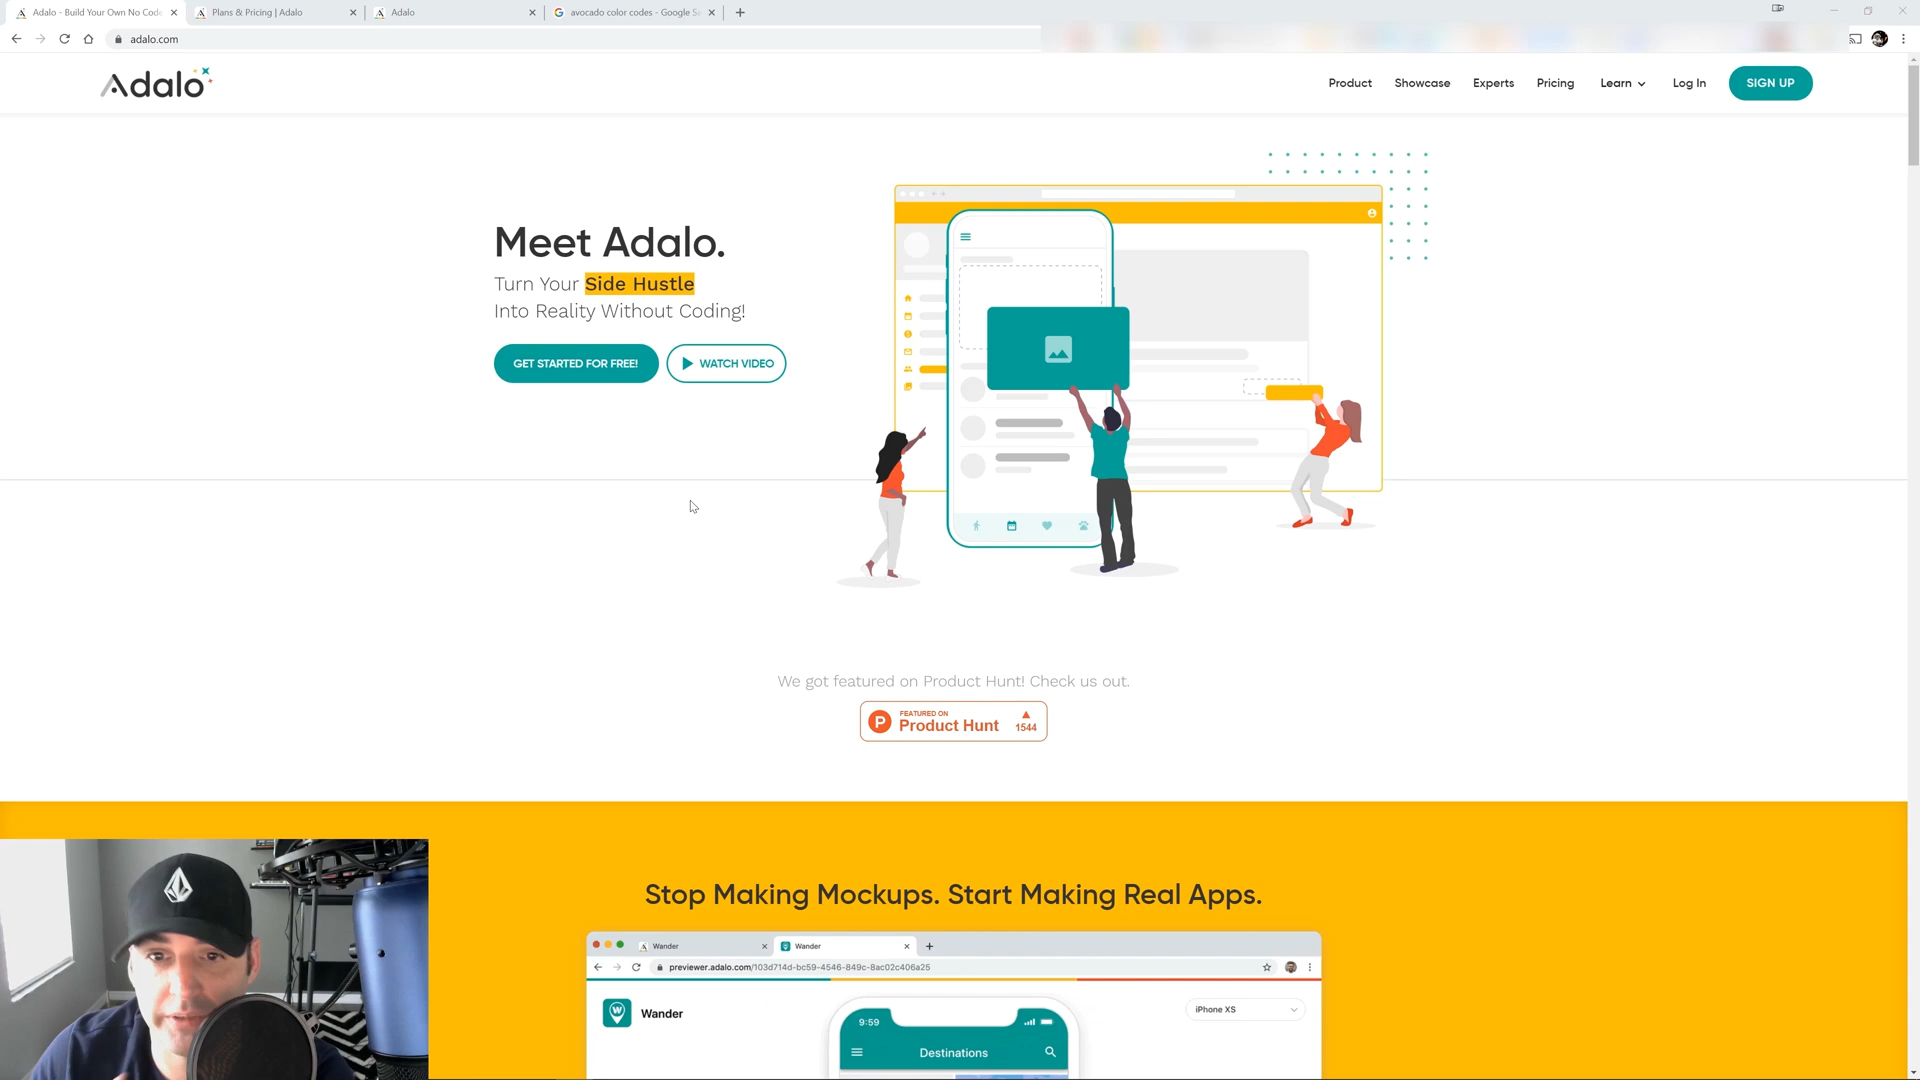 Adalo - Build Your Own No Code
Plans & Pricing | Adalo
Adalo
avocado color codes - Google Se
adalo.com
Adalo
Product
Showcase
Experts
Pricing
Learn
Log In
SIGN UP
Meet Adalo.
Turn Your Side Hustle
Into Reality Without Coding!
GET STARTED FOR FREE!
WATCH VIDEO
We got featured on Product Hunt! Check us out.
P
FEATURED ON
Product Hunt
1544
Stop Making Mockups. Start Making Real Apps.
Wander
Wander
previewer.adalo.com/103d714d-bc59-4546-849c-8ac02c406a25
W
Wander
iPhone XS
9:59
Destinations